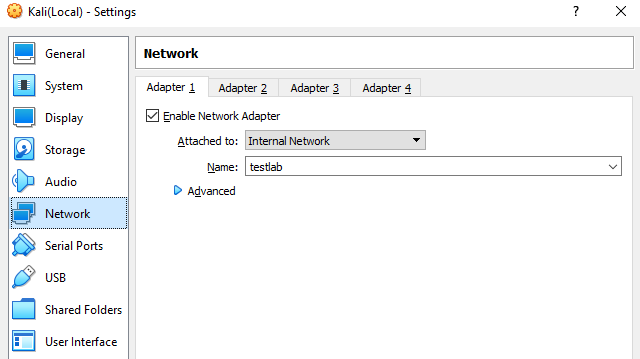 Kali(Local) - Settings
?
General
System
Display
Storage
Audio
Network
Serial Ports
USB
Shared Folders
User Interface
Network
Adapter 1
Adapter 2
Adapter 3
Adapter 4
Enable Network Adapter
Attached to: Internal Network
Name: testlab
Advanced